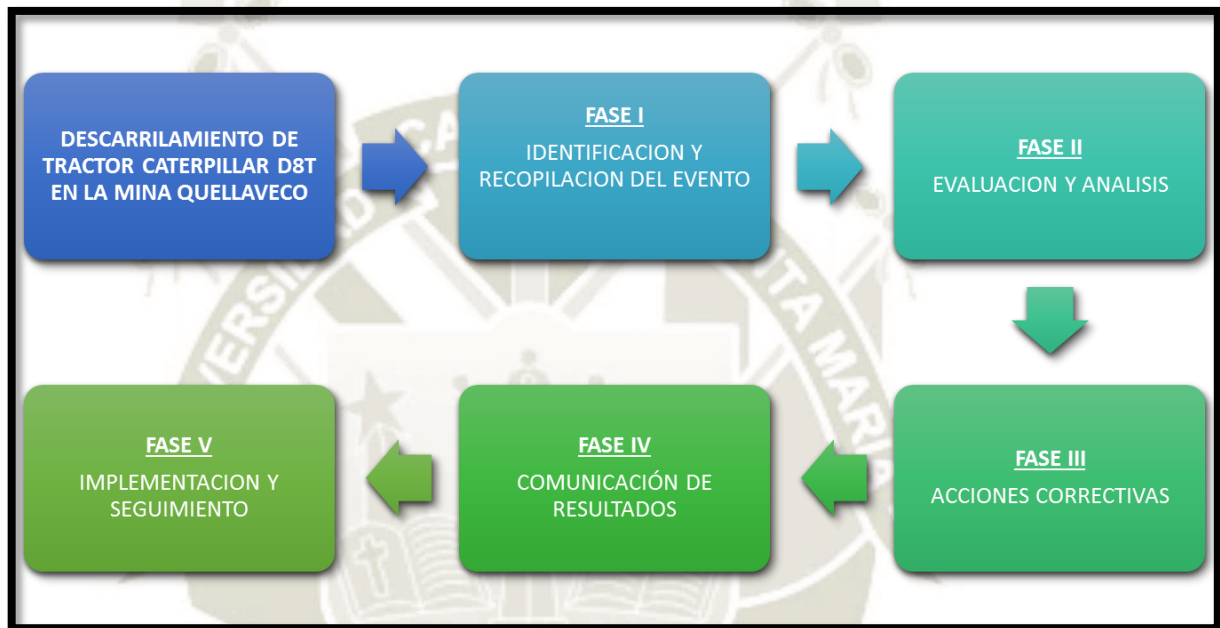 DESCARRILAMIENTO DE
TRACTOR CATERPILLAR D8T
EN LA MINA QUELLAVECO
FASE I
IDENTIFICACION Y
RECOPILACION DEL EVENTO
FASE II
EVALUACION Y ANALISIS
FASE III
ACCIONES CORRECTIVAS
FASE IV
COMUNICACIÓN DE
RESULTADOS
FASE V
IMPLEMENTACION Y
SEGUIMIENTO